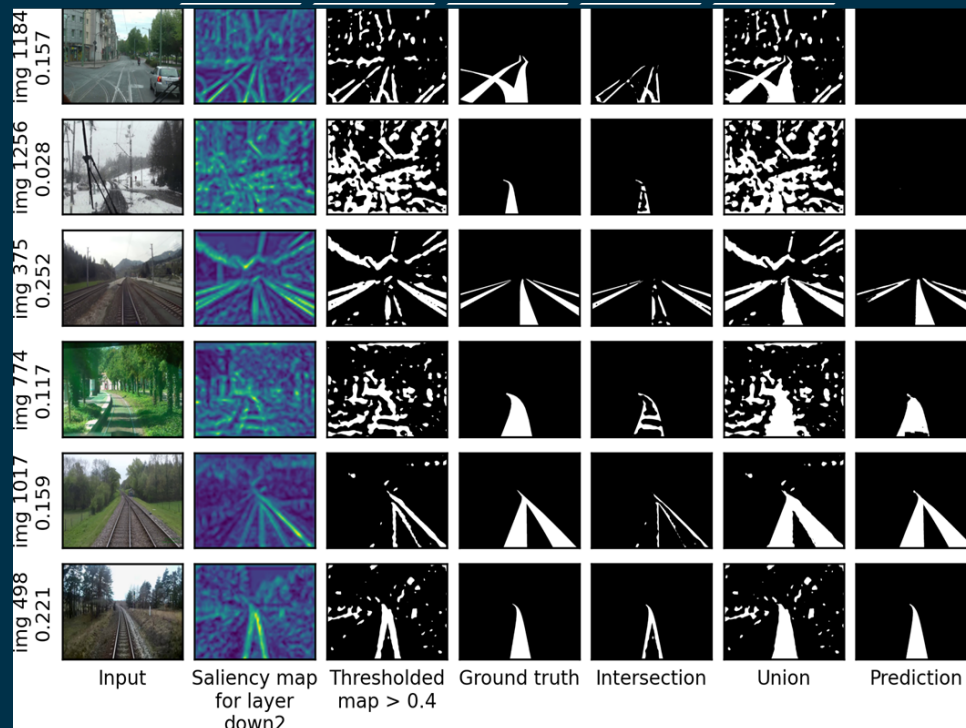 img 1184
0.157
img 1256
0.028
img 375
0.252
img 774
0.117
img 1017
0.159
img 498
0.221
Input
Saliency map
for layer
down2
Thresholded
map > 0.4
Ground truth
Intersection
Union
Prediction